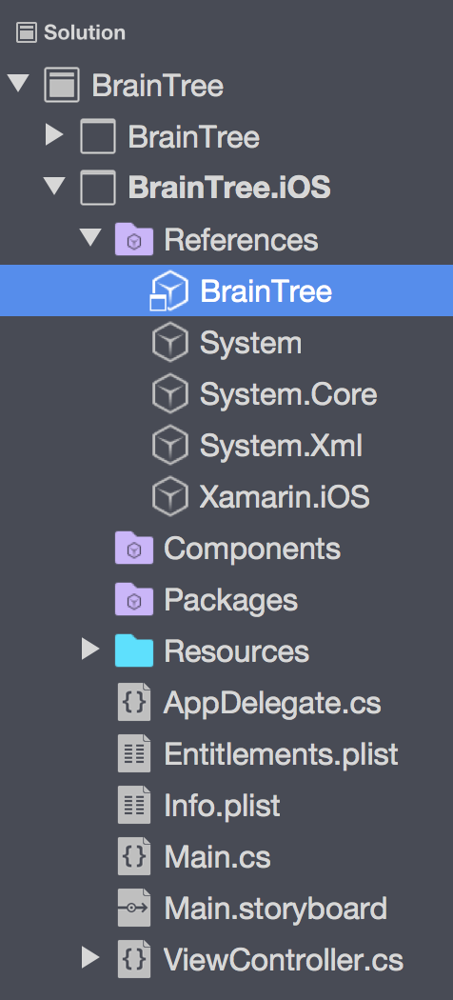 Solution
BrainTree
BrainTree
BrainTree.iOS
References
BrainTree
System
System.Core
System.Xml
Xamarin.iOS
Components
Packages
Resources
AppDelegate.cs
Entitlements.plist
Info.plist
Main.cs
Main.storyboard
ViewController.cs